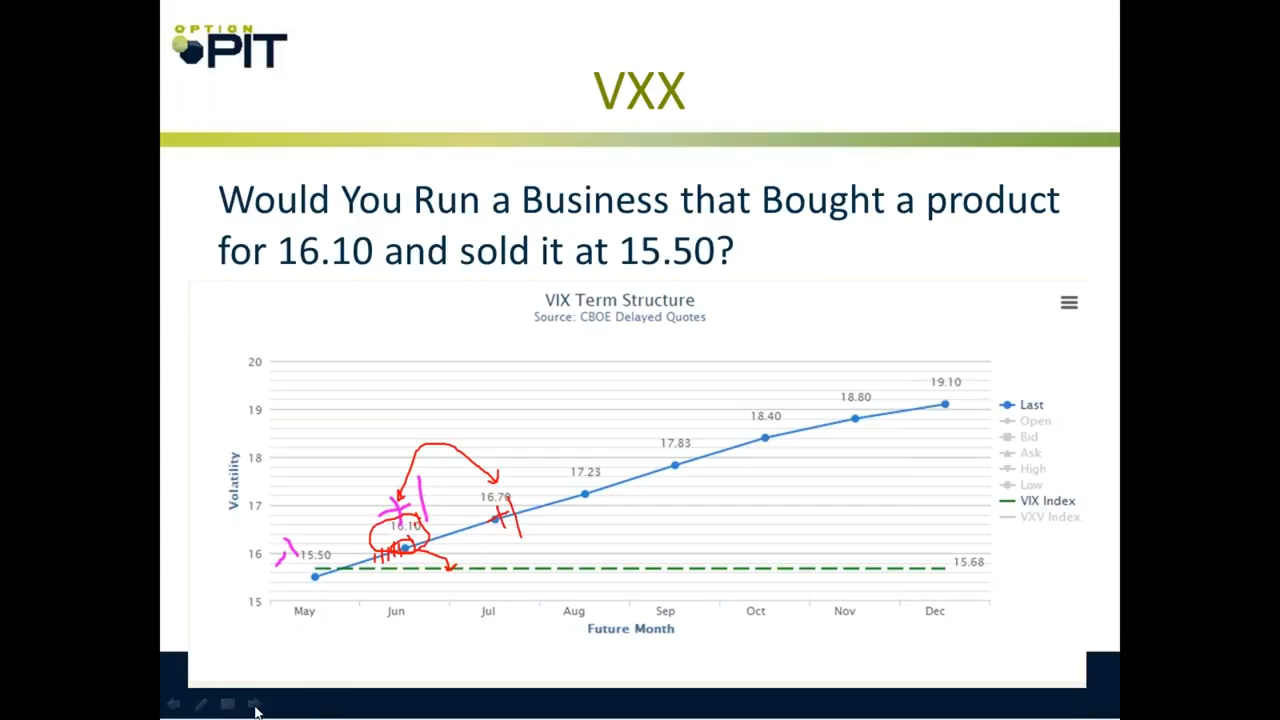 OPTION
PIT
VXX
Would You Run a Business that Bought a product
for 16.10 and sold it at 15.50?
VIX Term Structure
Source: CBOE Delayed Quotes
20
19
18
17
16
15
Volatility
15.50
16.10
16.70
17.23
17.83
18.40
18.80
19.10
15.68
May
Jun
Jul
Aug
Sep
Oct
Nov
Dec
Future Month
Last
Open
Bid
Ask
High
Low
VIX Index
VXV Index